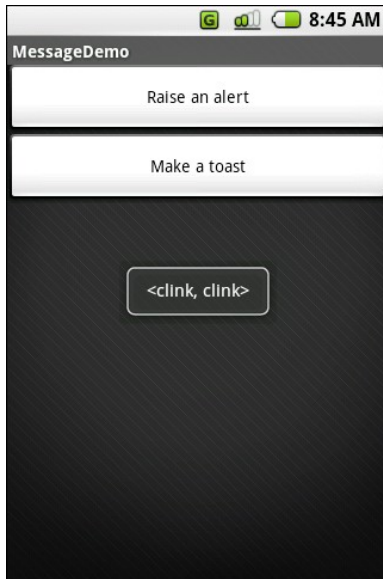 G 8:45 AM
MessageDemo
Raise an alert
Make a toast
<clink, clink>